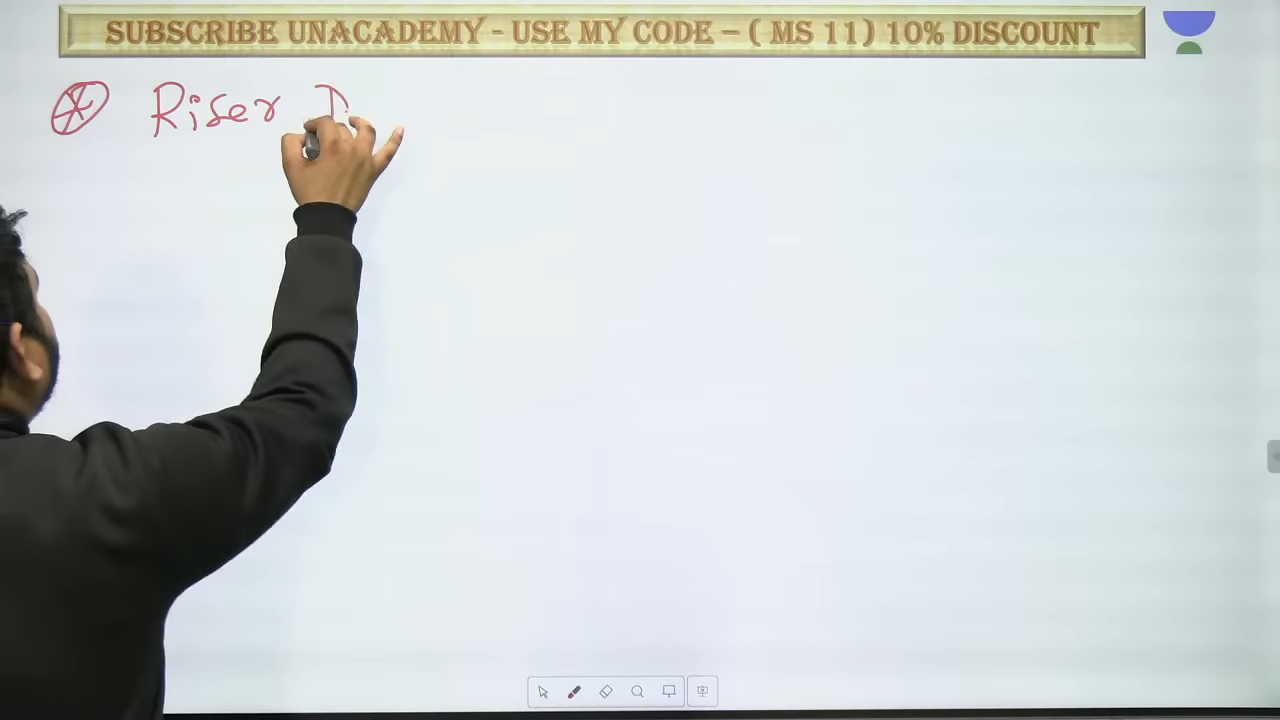 SUBSCRIBE UNACADEMY - USE MY CODE – ( MS 11) 10% DISCOUNT
Riser